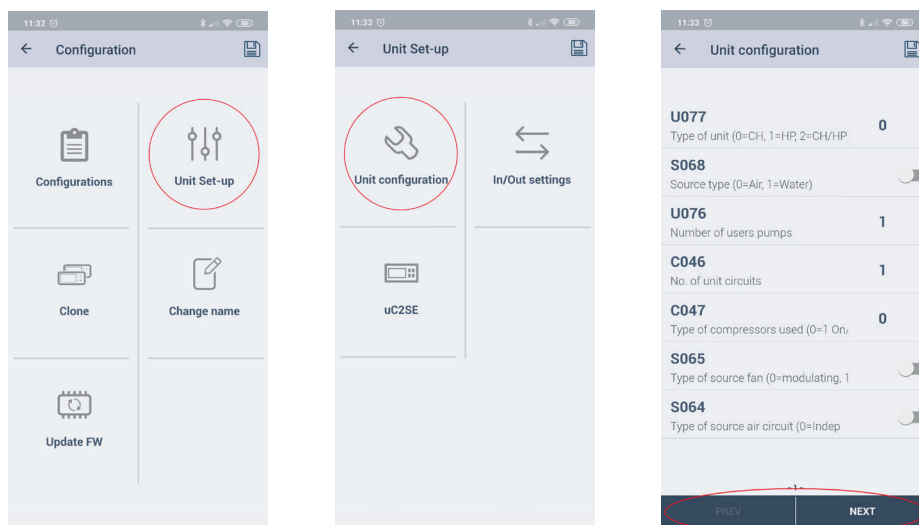 11:32
Configuration
Configurations
Unit Set-up
Clone
Change name
Update FW
11:33
Unit Set-up
Unit configuration
In/Out settings
uC2SE
11:33
Unit configuration
U077
Type of unit (0=CH, 1=HP, 2=CH/HP
0
S068
Source type (0=Air, 1=Water)
U076
Number of users pumps
1
C046
No. of unit circuits
1
C047
Type of compressors used (0=1 On/
0
S065
Type of source fan (0=modulating, 1
S064
Type of source air circuit (0=Indep
-1-
PREV
NEXT